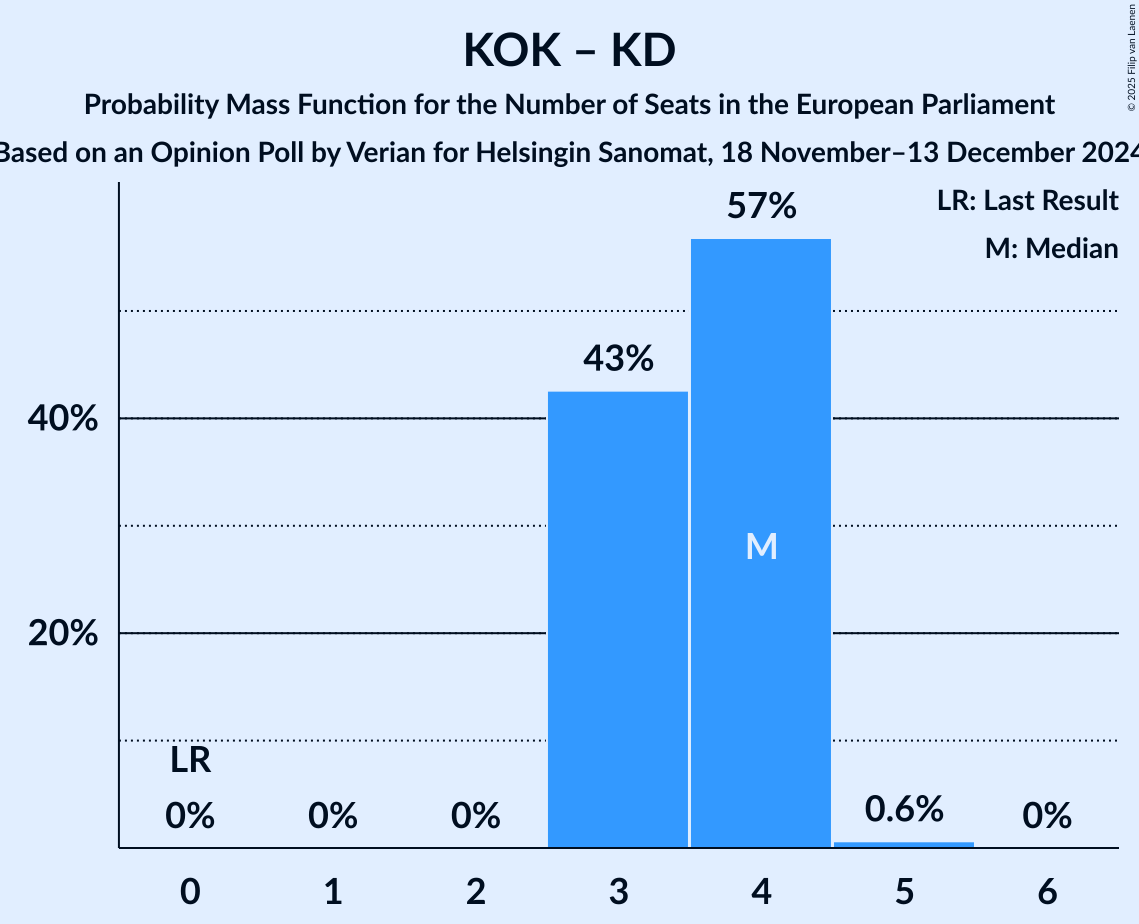 KOK – KD
Probability Mass Function for the Number of Seats in the European Parliament
Based on an Opinion Poll by Verian for Helsingin Sanomat, 18 November–13 December 2024
© 2025 Filip van Laenen
LR: Last Result
M: Median
57%
43%
40%
M
20%
LR
0%
0%
0%
0.6%
0%
0
1
2
3
4
5
6